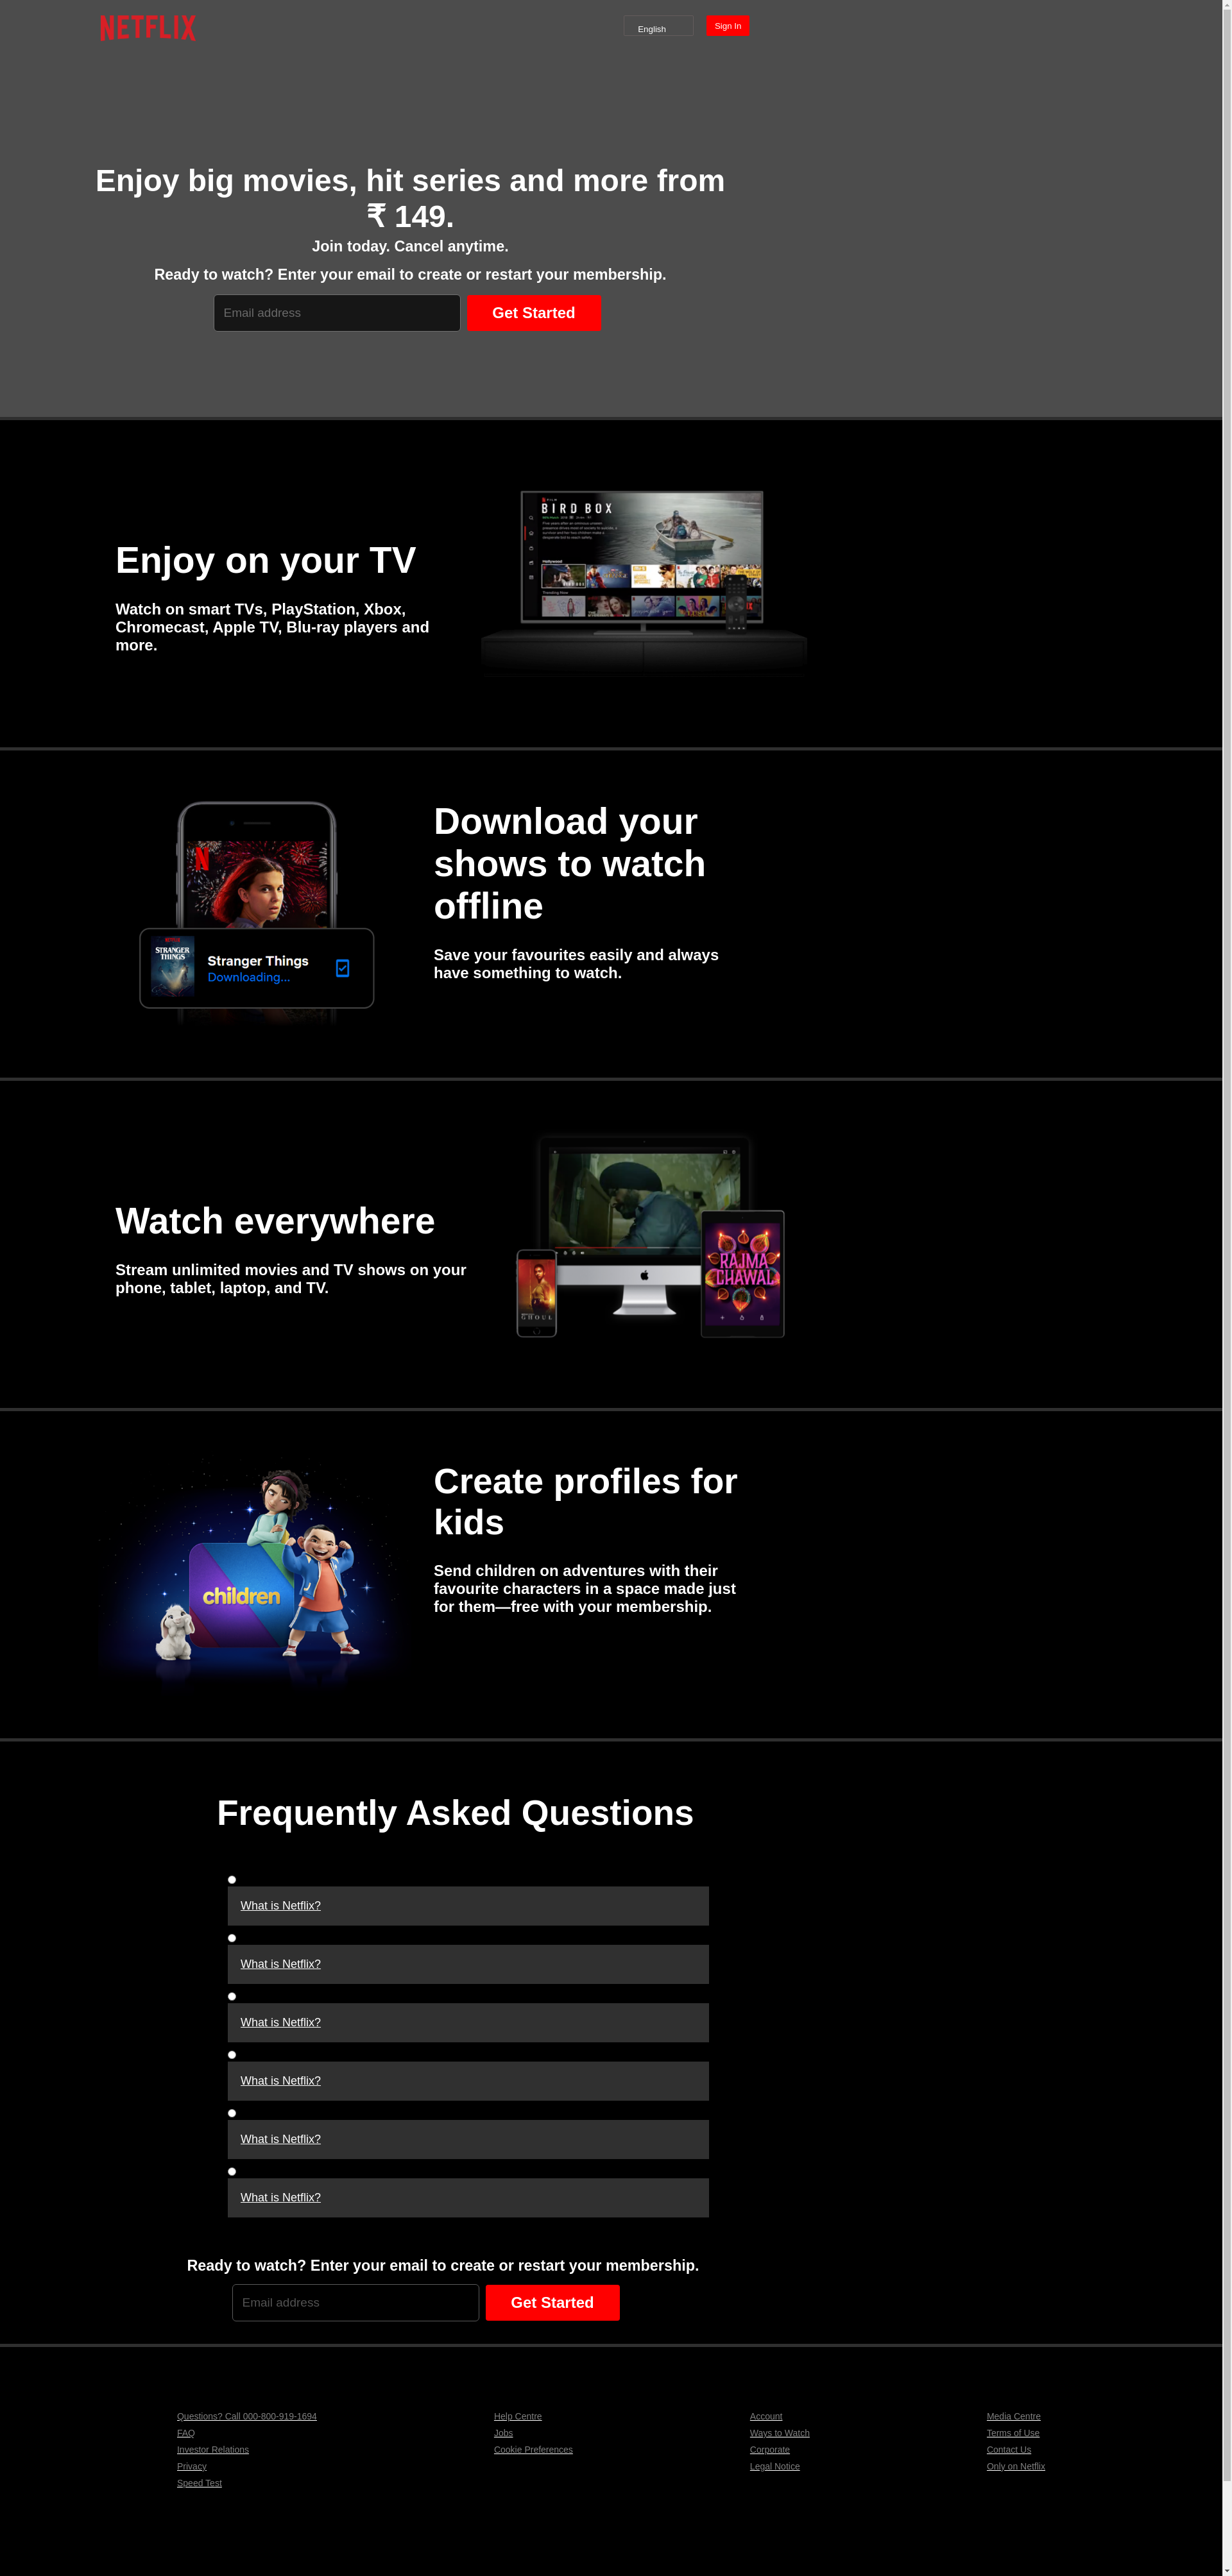 NETFLIX
English
Sign In
Enjoy big movies, hit series and more from
₹ 149.
Join today. Cancel anytime.
Ready to watch? Enter your email to create or restart your membership.
Email address
Get Started
BIRD BOX
Enjoy on your TV
Watch on smart TVs, PlayStation, Xbox,
Chromecast, Apple TV, Blu-ray players and
more.
N
STRANGER
THINGS
Stranger Things
Downloading...
Download your
shows to watch
offline
Save your favourites easily and always
have something to watch.
Watch everywhere
Stream unlimited movies and TV shows on your
phone, tablet, laptop, and TV.
GHOUL
RAJMA
CHAWAL
children
Create profiles for
kids
Send children on adventures with their
favourite characters in a space made just
for them—free with your membership.
Frequently Asked Questions
What is Netflix?
What is Netflix?
What is Netflix?
What is Netflix?
What is Netflix?
What is Netflix?
Ready to watch? Enter your email to create or restart your membership.
Email address
Get Started
Questions? Call 000-800-919-1694
FAQ
Investor Relations
Privacy
Speed Test
Help Centre
Jobs
Cookie Preferences
Account
Ways to Watch
Corporate
Legal Notice
Media Centre
Terms of Use
Contact Us
Only on Netflix